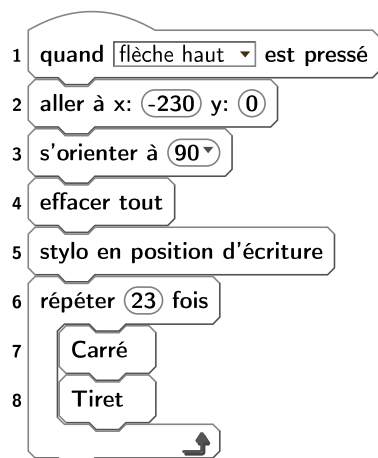 1 quand flèche haut est pressé
2 aller à x: -230 y: 0
3 s'orienter à 90
4 effacer tout
5 stylo en position d'écriture
6 répéter 23 fois
7 Carré
8 Tiret